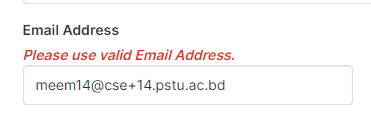 Email Address
Please use valid Email Address.
meem14@cse+14.pstu.ac.bd